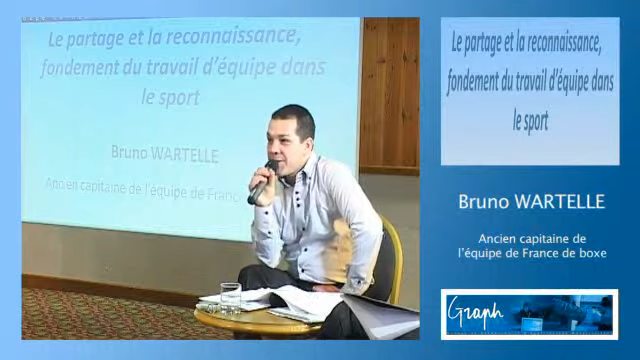 Le partage et la reconnaissance,
fondement du travail d'équipe dans
le sport
Bruno WARTELLE
Ancien capitaine de l'équipe de Franc
Le partage et la reconnaissance,
fondement du travail d'équipe dans
le sport
Bruno WARTELLE
Ancien capitaine de
l'équipe de France de boxe
Graph